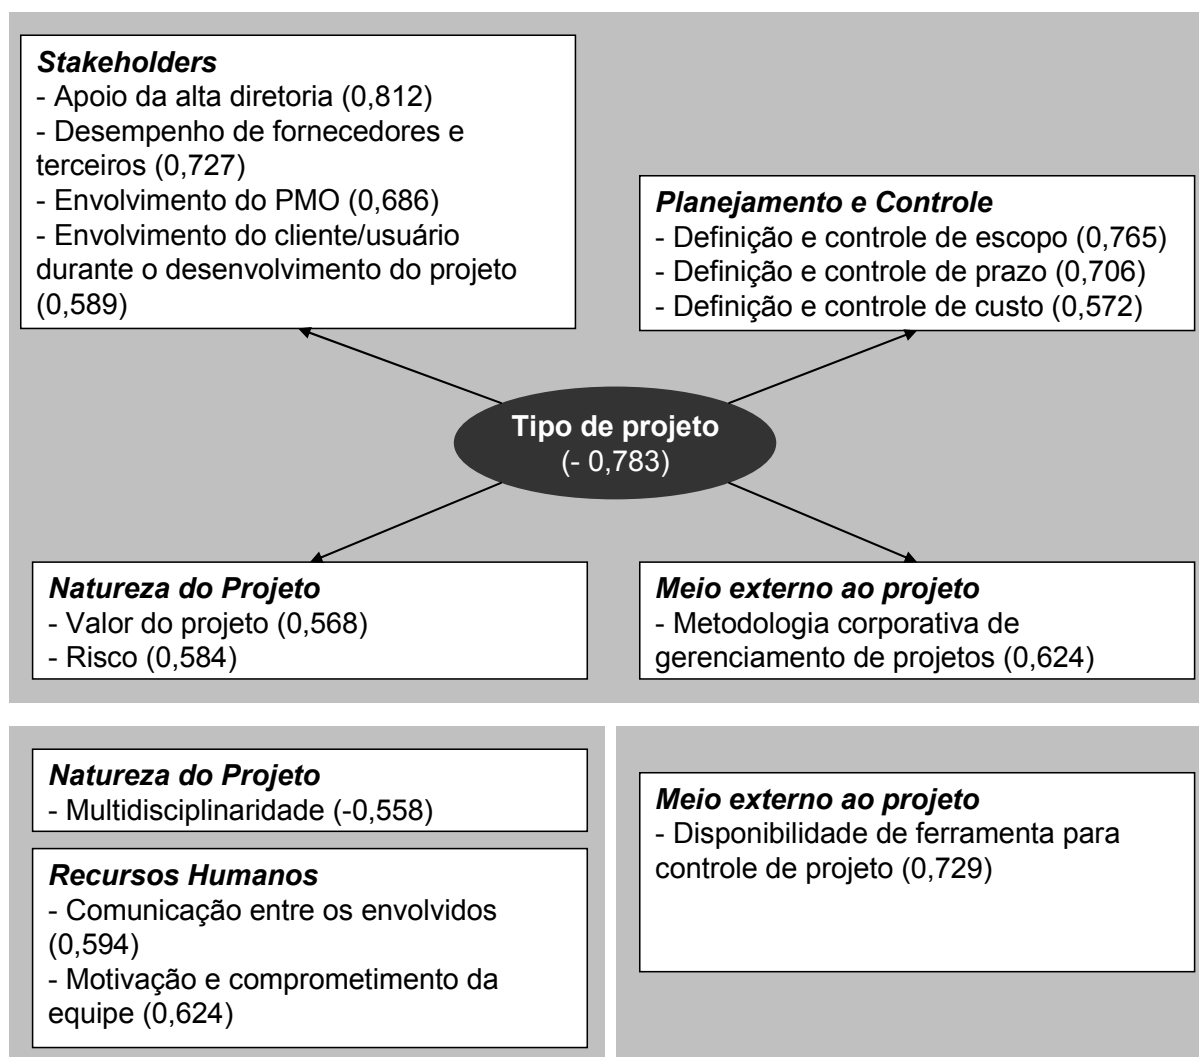 Stakeholders
- Apoio da alta diretoria (0,812)
- Desempenho de fornecedores e
terceiros (0,727)
- Envolvimento do PMO (0,686)
- Envolvimento do cliente/usuário
durante o desenvolvimento do projeto
(0,589)
Planejamento e Controle
- Definição e controle de escopo (0,765)
- Definição e controle de prazo (0,706)
- Definição e controle de custo (0,572)
Tipo de projeto
(- 0,783)
Natureza do Projeto
- Valor do projeto (0,568)
- Risco (0,584)
Meio externo ao projeto
- Metodologia corporativa de
gerenciamento de projetos (0,624)
Natureza do Projeto
- Multidisciplinaridade (-0,558)
Recursos Humanos
- Comunicação entre os envolvidos
(0,594)
- Motivação e comprometimento da
equipe (0,624)
Meio externo ao projeto
- Disponibilidade de ferramenta para
controle de projeto (0,729)